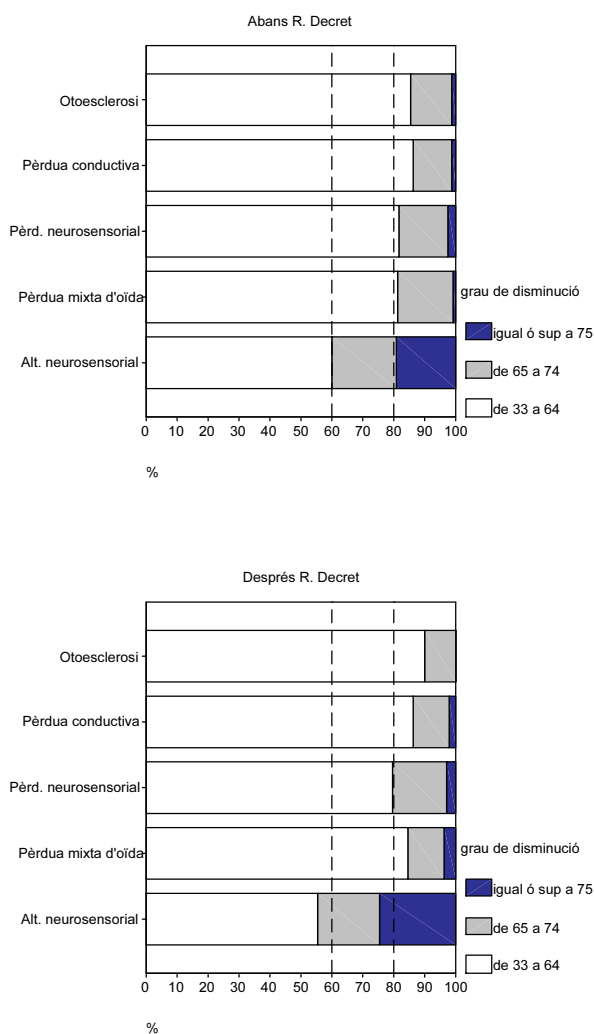 Abans R. Decret
Otoesclerosi
Pèrdua conductiva
Pèrd. neurosensorial
Pèrdua mixta d'oïda
Alt. neurosensorial
grau de disminució
igual ó sup a 75
de 65 a 74
de 33 a 64
0 10 20 30 40 50 60 70 80 90 100
%
Després R. Decret
Otoesclerosi
Pèrdua conductiva
Pèrd. neurosensorial
Pèrdua mixta d'oïda
Alt. neurosensorial
grau de disminució
igual ó sup a 75
de 65 a 74
de 33 a 64
0 10 20 30 40 50 60 70 80 90 100
%